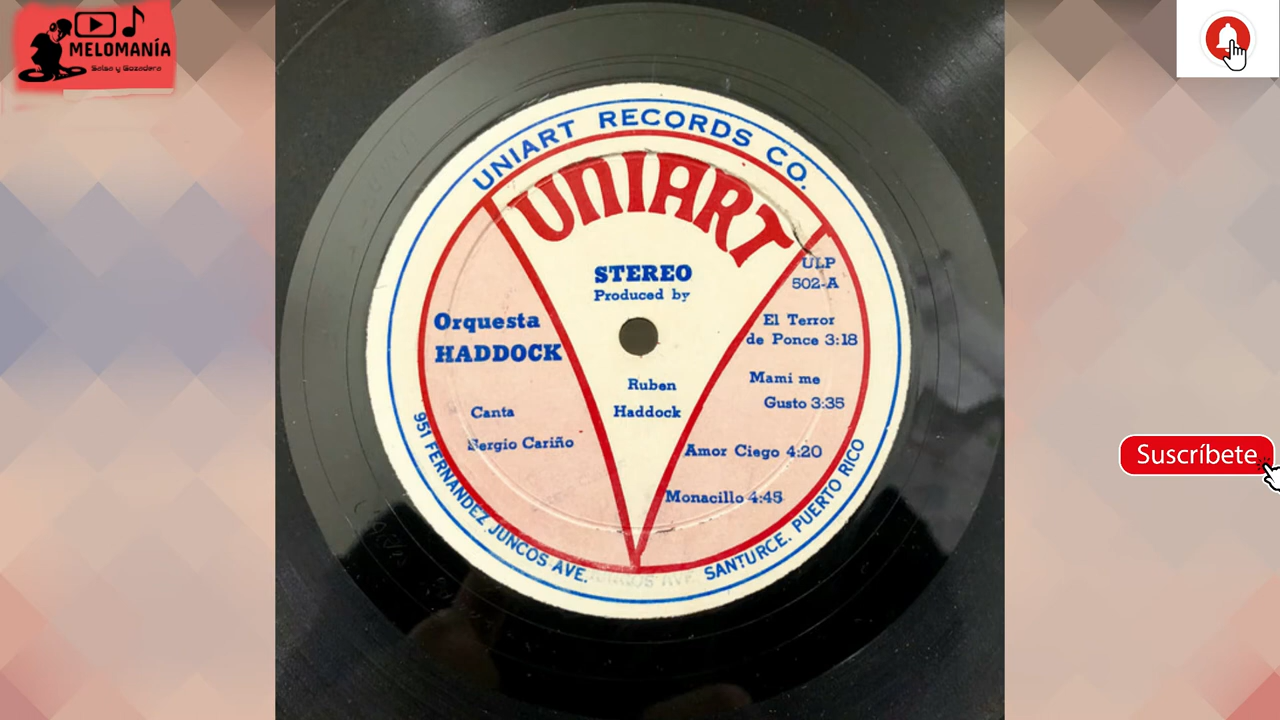 MELOMANÍA
Salsa y Gozadera
UNIART RECORDS CO.
UNIART
STEREO
Produced by
Ruben
Haddock
Orquesta
HADDOCK
Canta
Sergio Cariño
ULP
502-A
El Terror
de Ponce 3:18
Mami me
Gusto 3:35
Amor Ciego 4:20
Monacillo 4:45
951 FERNANDEZ JUNCOS AVE. SANTURCE. PUERTO RICO
Suscríbete